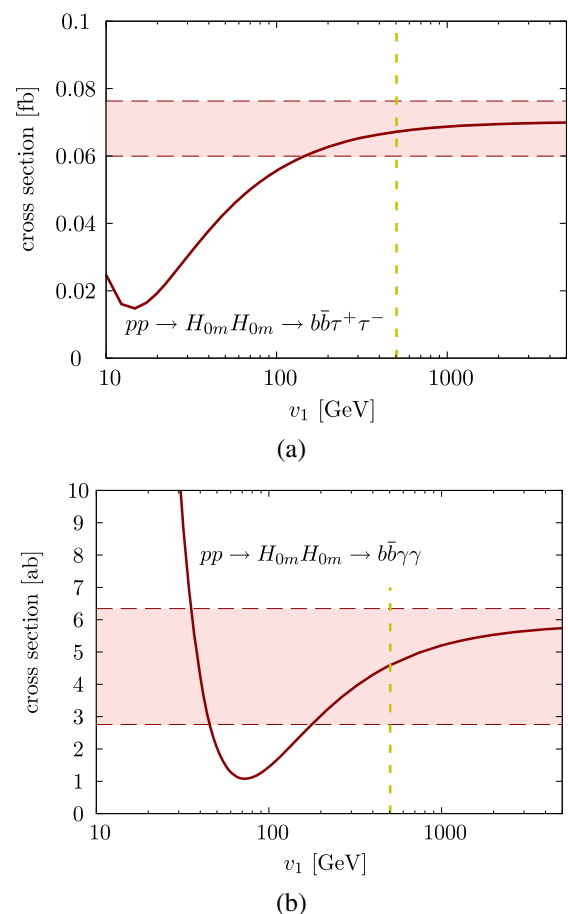 0.1
0.08
0.06
0.04
0.02
0
cross section [fb]
pp → H₀ₘH₀ₘ → bb̄τ⁺τ⁻
10 100 1000
v₁ [GeV]
(a)
10
9
8
7
6
5
4
3
2
1
0
cross section [ab]
pp → H₀ₘH₀ₘ → bb̄γγ
10 100 1000
v₁ [GeV]
(b)